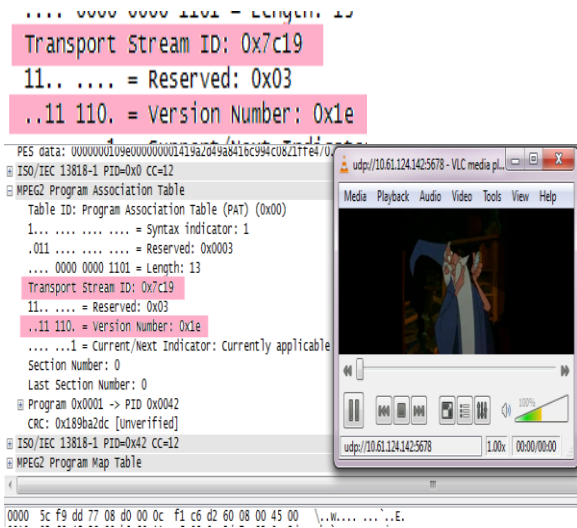 .... 0000 0000 1101 = Length: 13
Transport Stream ID: 0x7c19
11.. .... = Reserved: 0x03
..11 110. = Version Number: 0x1e
PES data: 0000000109e000000001419a2d49a8416c994c0821ffe4702
ISO/IEC 13818-1 PID=0x0 CC=12
MPEG2 Program Association Table
Table ID: Program Association Table (PAT) (0x00)
1... .... .... .... = Syntax indicator: 1
.011 .... .... .... = Reserved: 0x0003
.... 0000 0000 1101 = Length: 13
Transport Stream ID: 0x7c19
11.. .... = Reserved: 0x03
..11 110. = Version Number: 0x1e
.... ...1 = Current/Next Indicator: Currently applicable
Section Number: 0
Last Section Number: 0
Program 0x0001 -> PID 0x0042
CRC: 0x189ba2dc [Unverified]
ISO/IEC 13818-1 PID=0x42 CC=12
MPEG2 Program Map Table
udp://10.61.124.142:5678 - VLC media pl...
Media Playback Audio Video Tools View Help
100%
udp://10.61.124.142:5678 1.00x 00:00/00:00
0000 5c f9 dd 77 08 d0 00 0c f1 c6 d2 60 08 00 45 00 \..w.... ...`..E.